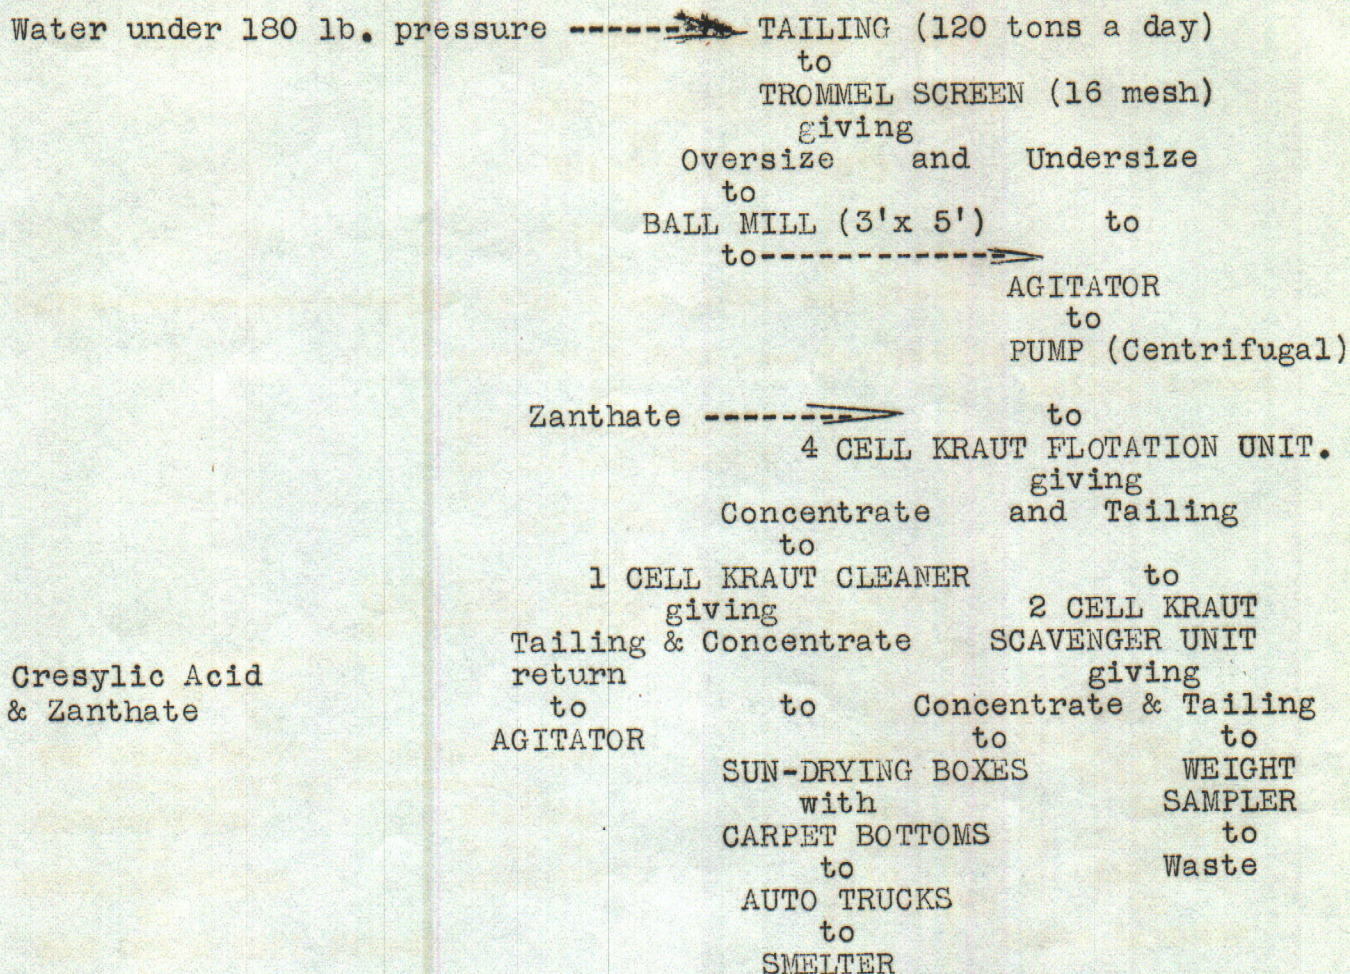 Water under 180 lb. pressure ------> TAILING (120 tons a day)
to
TROMMEL SCREEN (16 mesh)
giving
Oversize and Undersize
to
BALL MILL (3'x 5') to
to------------->
AGITATOR
to
PUMP (Centrifugal)
Zanthate --------> to
4 CELL KRAUT FLOTATION UNIT.
giving
Concentrate and Tailing
to
1 CELL KRAUT CLEANER to
giving 2 CELL KRAUT
Tailing & Concentrate SCAVENGER UNIT
Cresylic Acid return giving
& Zanthate to to Concentrate & Tailing
AGITATOR to to
SUN-DRYING BOXES WEIGHT
with SAMPLER
CARPET BOTTOMS to
to Waste
AUTO TRUCKS
to
SMELTER